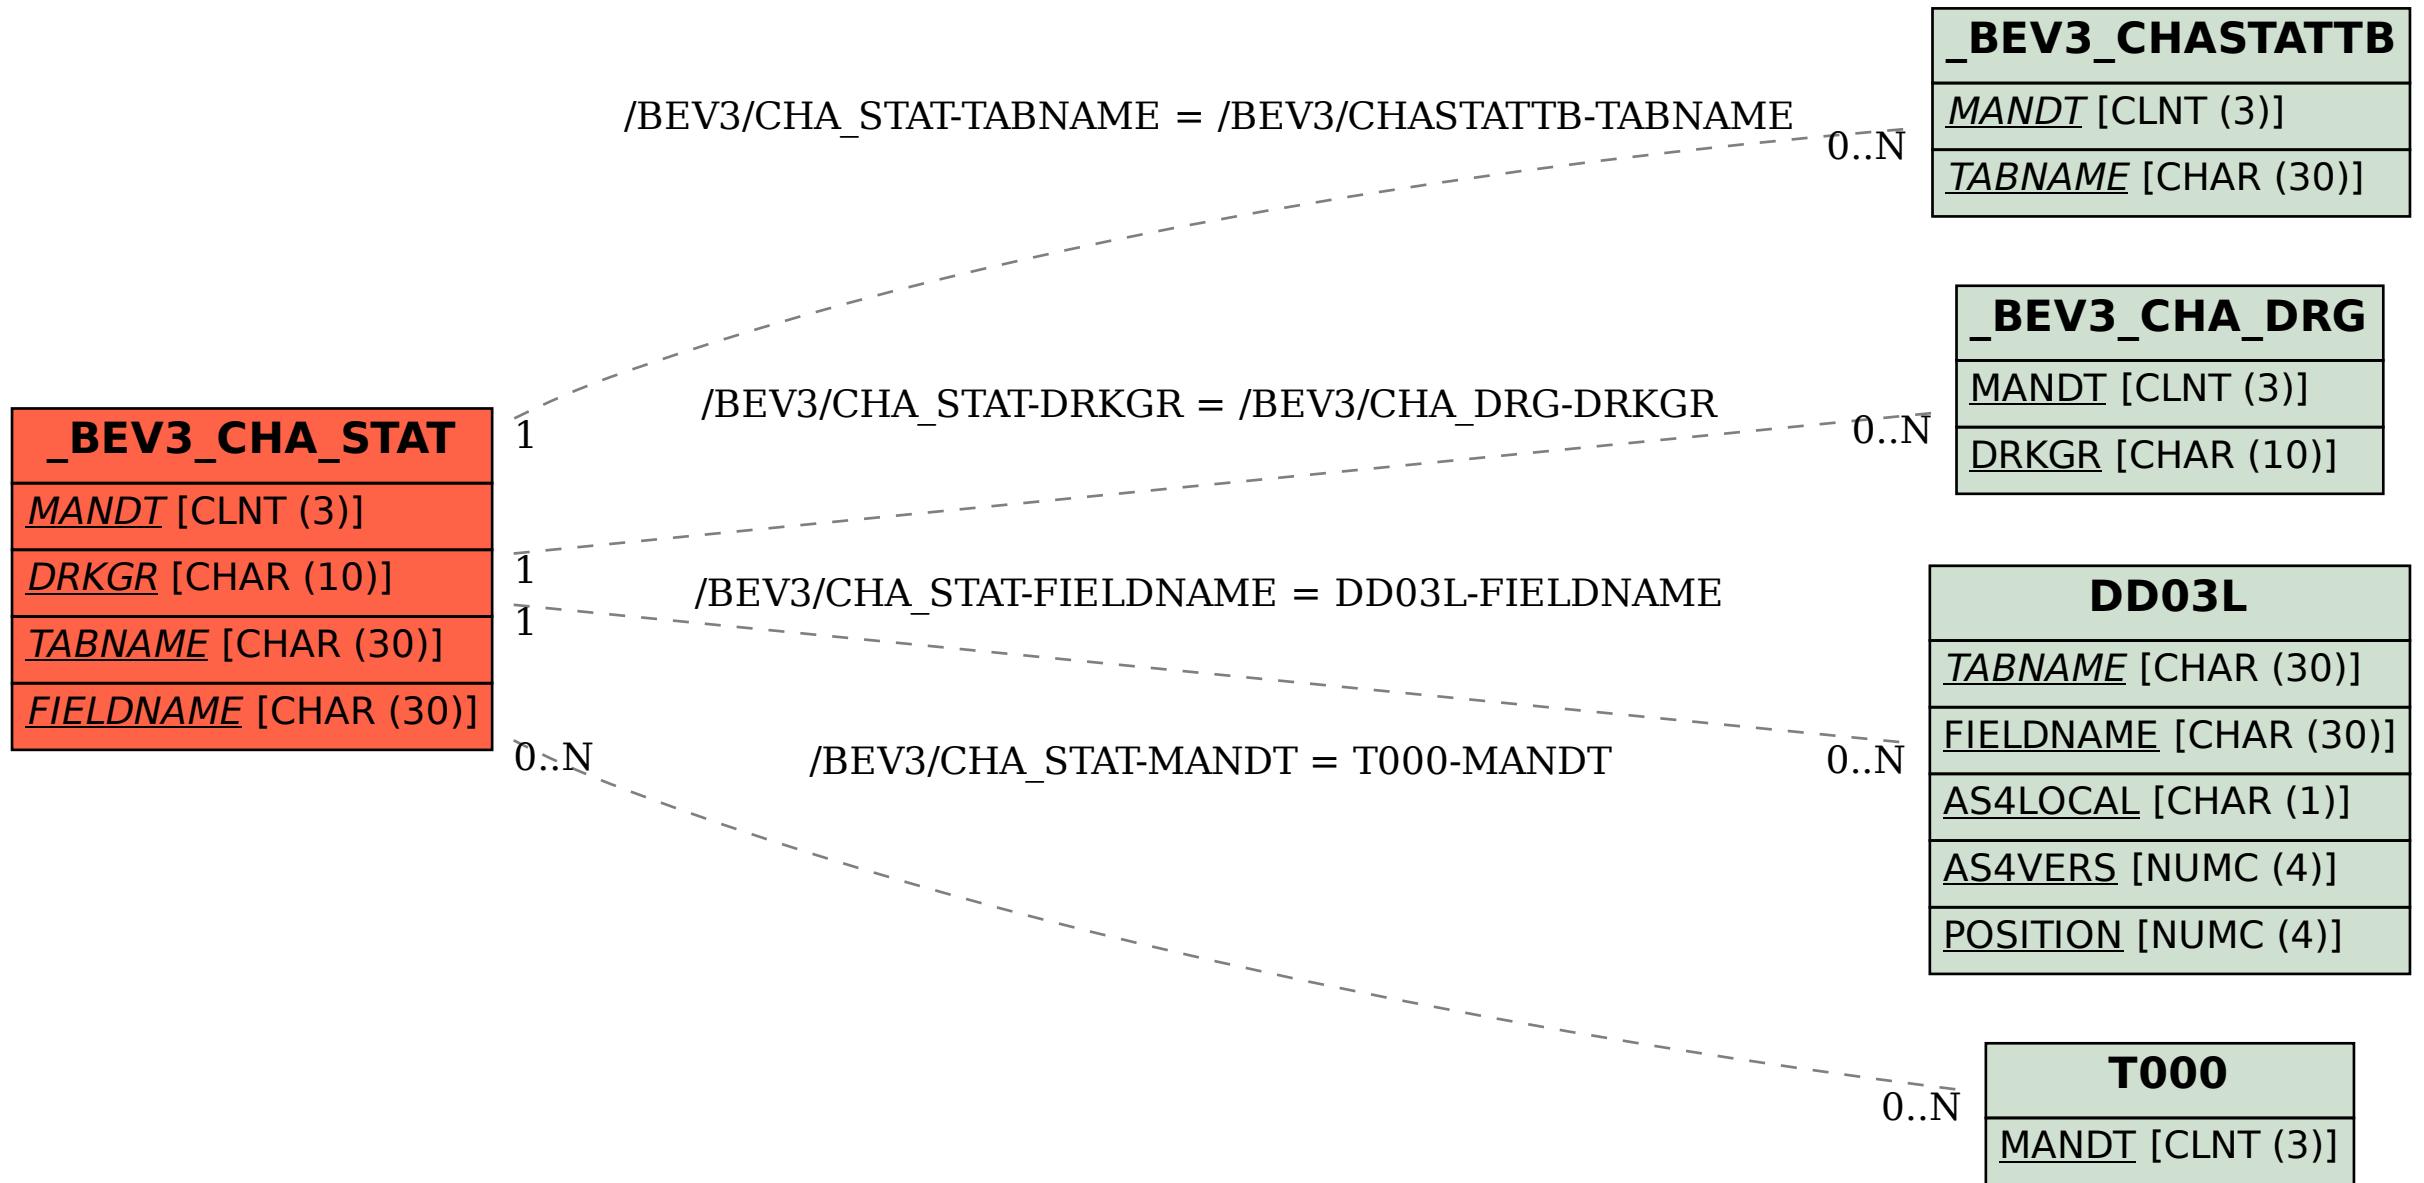 _BEV3_CHASTATTB
MANDT [CLNT (3)]
TABNAME [CHAR (30)]
/BEV3/CHA_STAT-TABNAME = /BEV3/CHASTATTB-TABNAME
0..N
1
_BEV3_CHA_DRG
MANDT [CLNT (3)]
DRKGR [CHAR (10)]
/BEV3/CHA_STAT-DRKGR = /BEV3/CHA_DRG-DRKGR
0..N
1
_BEV3_CHA_STAT
MANDT [CLNT (3)]
DRKGR [CHAR (10)]
TABNAME [CHAR (30)]
FIELDNAME [CHAR (30)]
/BEV3/CHA_STAT-FIELDNAME = DD03L-FIELDNAME
1
0..N
DD03L
TABNAME [CHAR (30)]
FIELDNAME [CHAR (30)]
AS4LOCAL [CHAR (1)]
AS4VERS [NUMC (4)]
POSITION [NUMC (4)]
/BEV3/CHA_STAT-MANDT = T000-MANDT
0..N
0..N
T000
MANDT [CLNT (3)]